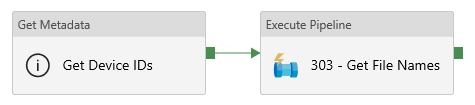 Get Metadata
Get Device IDs
Execute Pipeline
303 - Get File Names